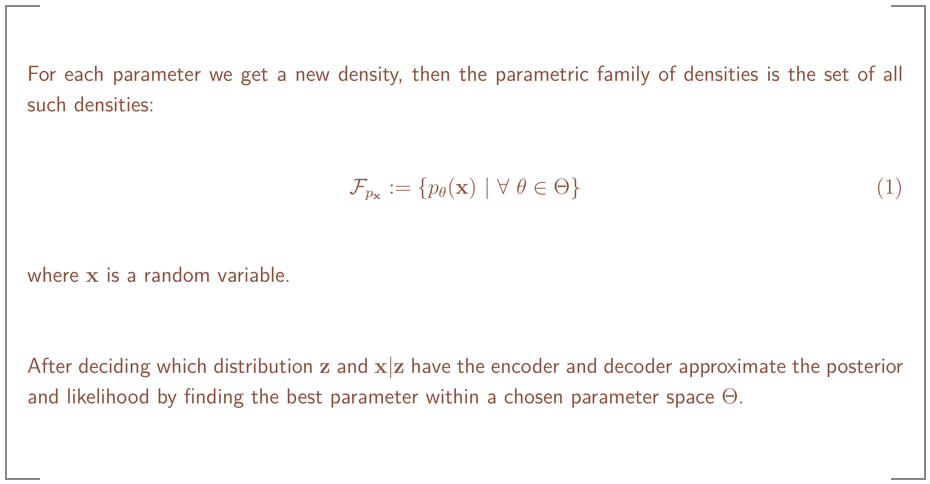 For each parameter we get a new density, then the parametric family of densities is the set of all
such densities:
$\mathcal{F}_{p_{\mathbf{x}}} := \{p_\theta(\mathbf{x}) \mid \forall\ \theta \in \Theta\}$ (1)
where $\mathbf{x}$ is a random variable.
After deciding which distribution $\mathbf{z}$ and $\mathbf{x}|\mathbf{z}$ have the encoder and decoder approximate the posterior
and likelihood by finding the best parameter within a chosen parameter space $\Theta$.